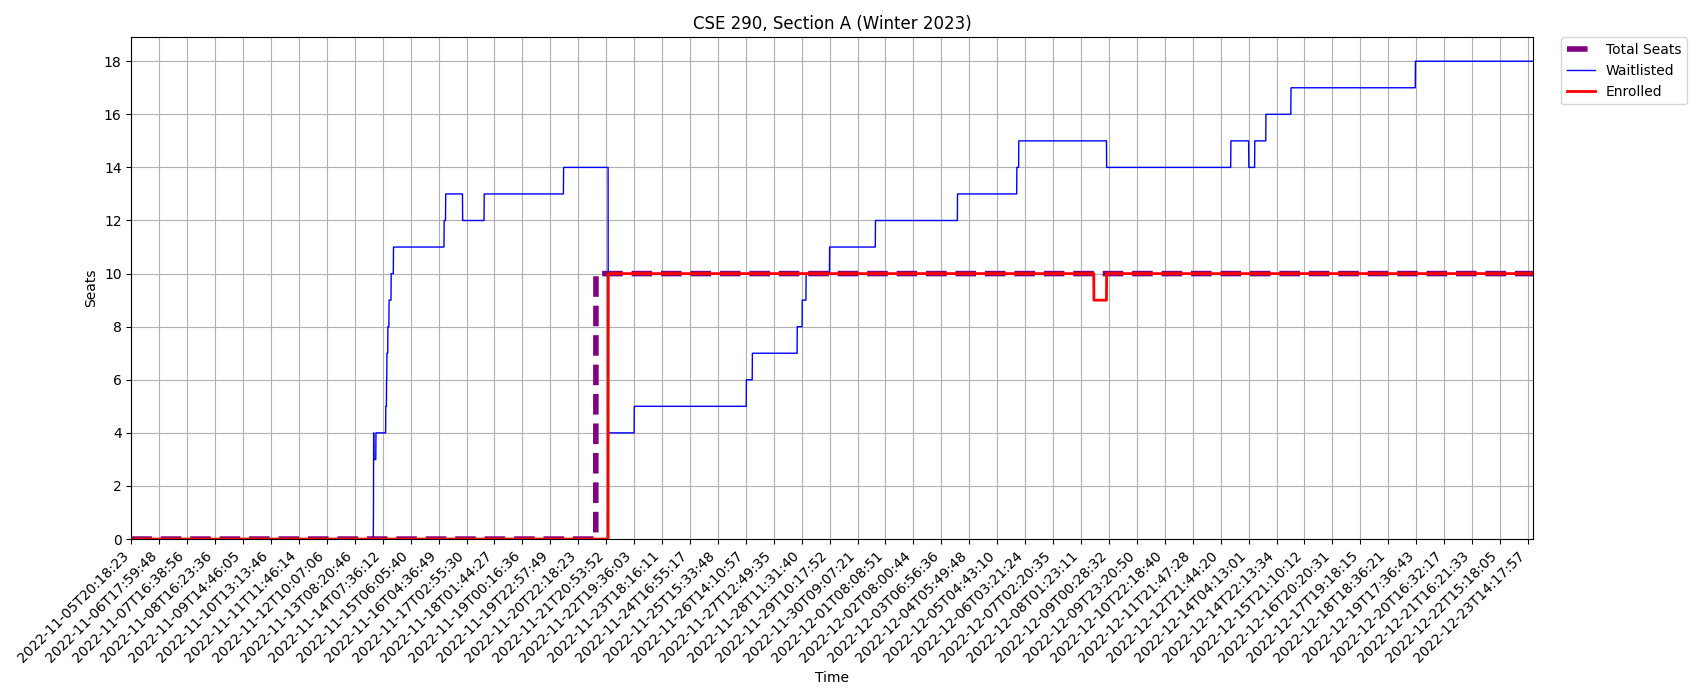 CSE 290, Section A (Winter 2023)
Total Seats
Waitlisted
Enrolled
18
16
14
12
10
8
6
4
2
0
Seats
2022-11-05T20:18:23
2022-11-06T17:59:48
2022-11-07T16:38:56
2022-11-08T16:23:36
2022-11-09T14:46:05
2022-11-10T13:13:46
2022-11-11T11:46:14
2022-11-12T10:07:06
2022-11-13T08:20:46
2022-11-14T07:36:12
2022-11-15T06:05:40
2022-11-16T04:36:49
2022-11-17T02:55:30
2022-11-18T01:44:27
2022-11-19T00:16:36
2022-11-19T22:57:49
2022-11-20T22:18:23
2022-11-21T20:53:52
2022-11-22T19:36:03
2022-11-23T18:16:11
2022-11-24T16:55:17
2022-11-25T15:33:48
2022-11-26T14:10:57
2022-11-27T12:49:35
2022-11-28T11:31:40
2022-11-29T10:17:52
2022-11-30T09:07:21
2022-12-01T08:08:51
2022-12-02T08:00:44
2022-12-03T06:56:36
2022-12-04T05:49:48
2022-12-05T04:43:10
2022-12-06T03:21:24
2022-12-07T02:20:35
2022-12-08T01:23:11
2022-12-09T00:28:32
2022-12-09T23:20:50
2022-12-10T22:18:40
2022-12-11T21:47:28
2022-12-12T21:44:20
2022-12-14T04:13:01
2022-12-14T22:13:34
2022-12-15T21:10:12
2022-12-16T20:20:31
2022-12-17T19:18:15
2022-12-18T18:36:21
2022-12-19T17:36:43
2022-12-20T16:32:17
2022-12-21T16:21:33
2022-12-22T15:18:05
2022-12-23T14:17:57
Time